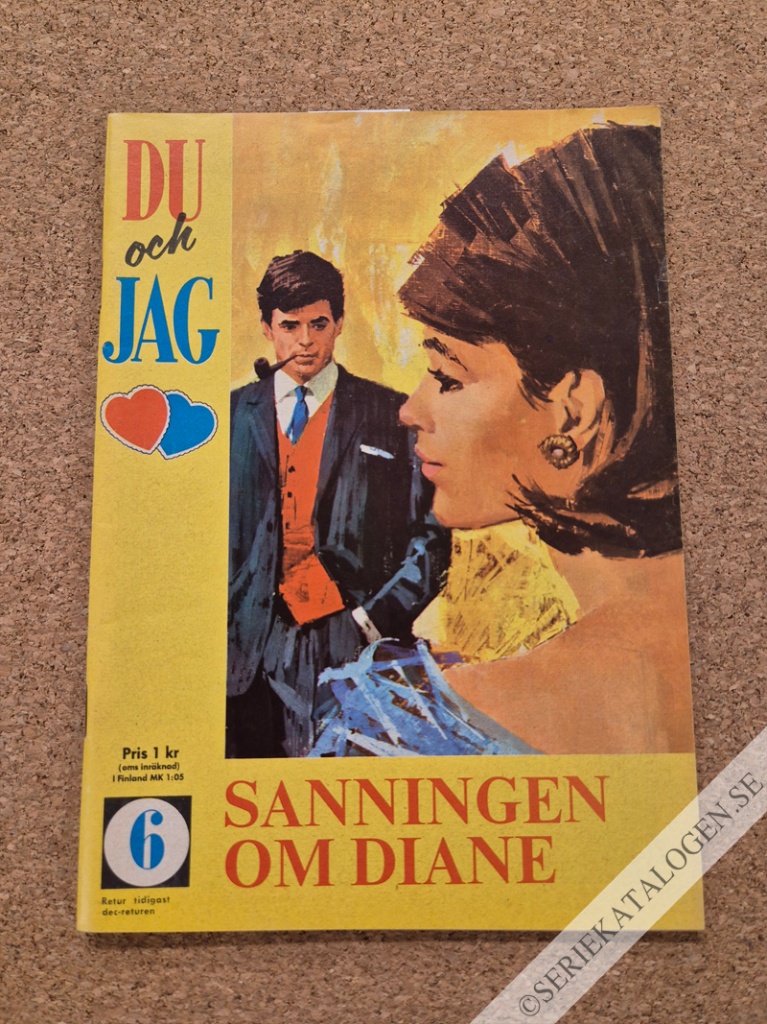 DU
och
JAG
Pris 1 kr
(oms inräknad)
I Finland MK 1:05
6
Retur tidigast
dec-returen
SANNINGEN
OM DIANE
©SERIEKATALOGEN.SE